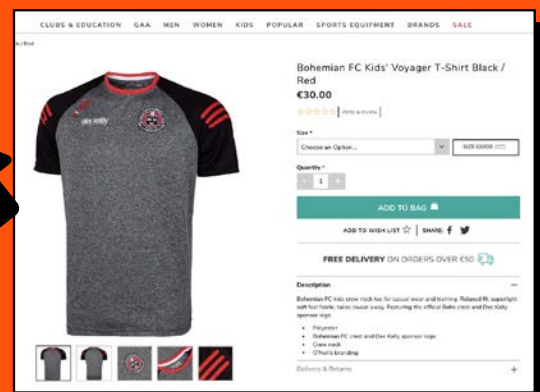 CLUBS & EDUCATION GAA MEN WOMEN KIDS POPULAR SPORTS EQUIPMENT BRANDS SALE
/ Red
des kelly
Bohemian FC Kids' Voyager T-Shirt Black /
Red
€30.00
Write a review
Size *
Choose an Option...
SIZE GUIDE
Quantity *
- 1 +
ADD TO BAG
ADD TO WISH LIST SHARE:
FREE DELIVERY ON ORDERS OVER €50
Description
Bohemian FC kids crew neck tee for casual wear and training. Relaxed-fit, superlight
soft feel fabric, takes sweat away. Featuring the official Bohs crest and Des Kelly
sponsor logo
• Polyester
• Bohemian FC crest and Des Kelly sponsor logo
• Crew neck
• O'Neills branding
Delivery & Returns +